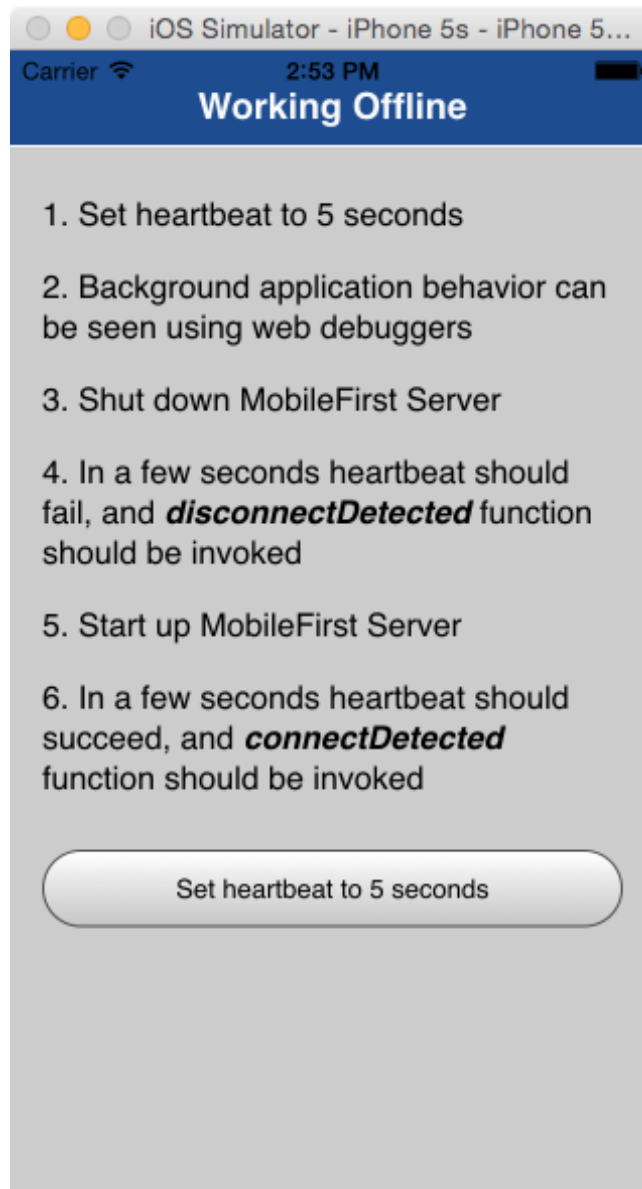 iOS Simulator - iPhone 5s - iPhone 5...
Carrier 2:53 PM
Working Offline
1. Set heartbeat to 5 seconds
2. Background application behavior can
be seen using web debuggers
3. Shut down MobileFirst Server
4. In a few seconds heartbeat should
fail, and disconnectDetected function
should be invoked
5. Start up MobileFirst Server
6. In a few seconds heartbeat should
succeed, and connectDetected
function should be invoked
Set heartbeat to 5 seconds